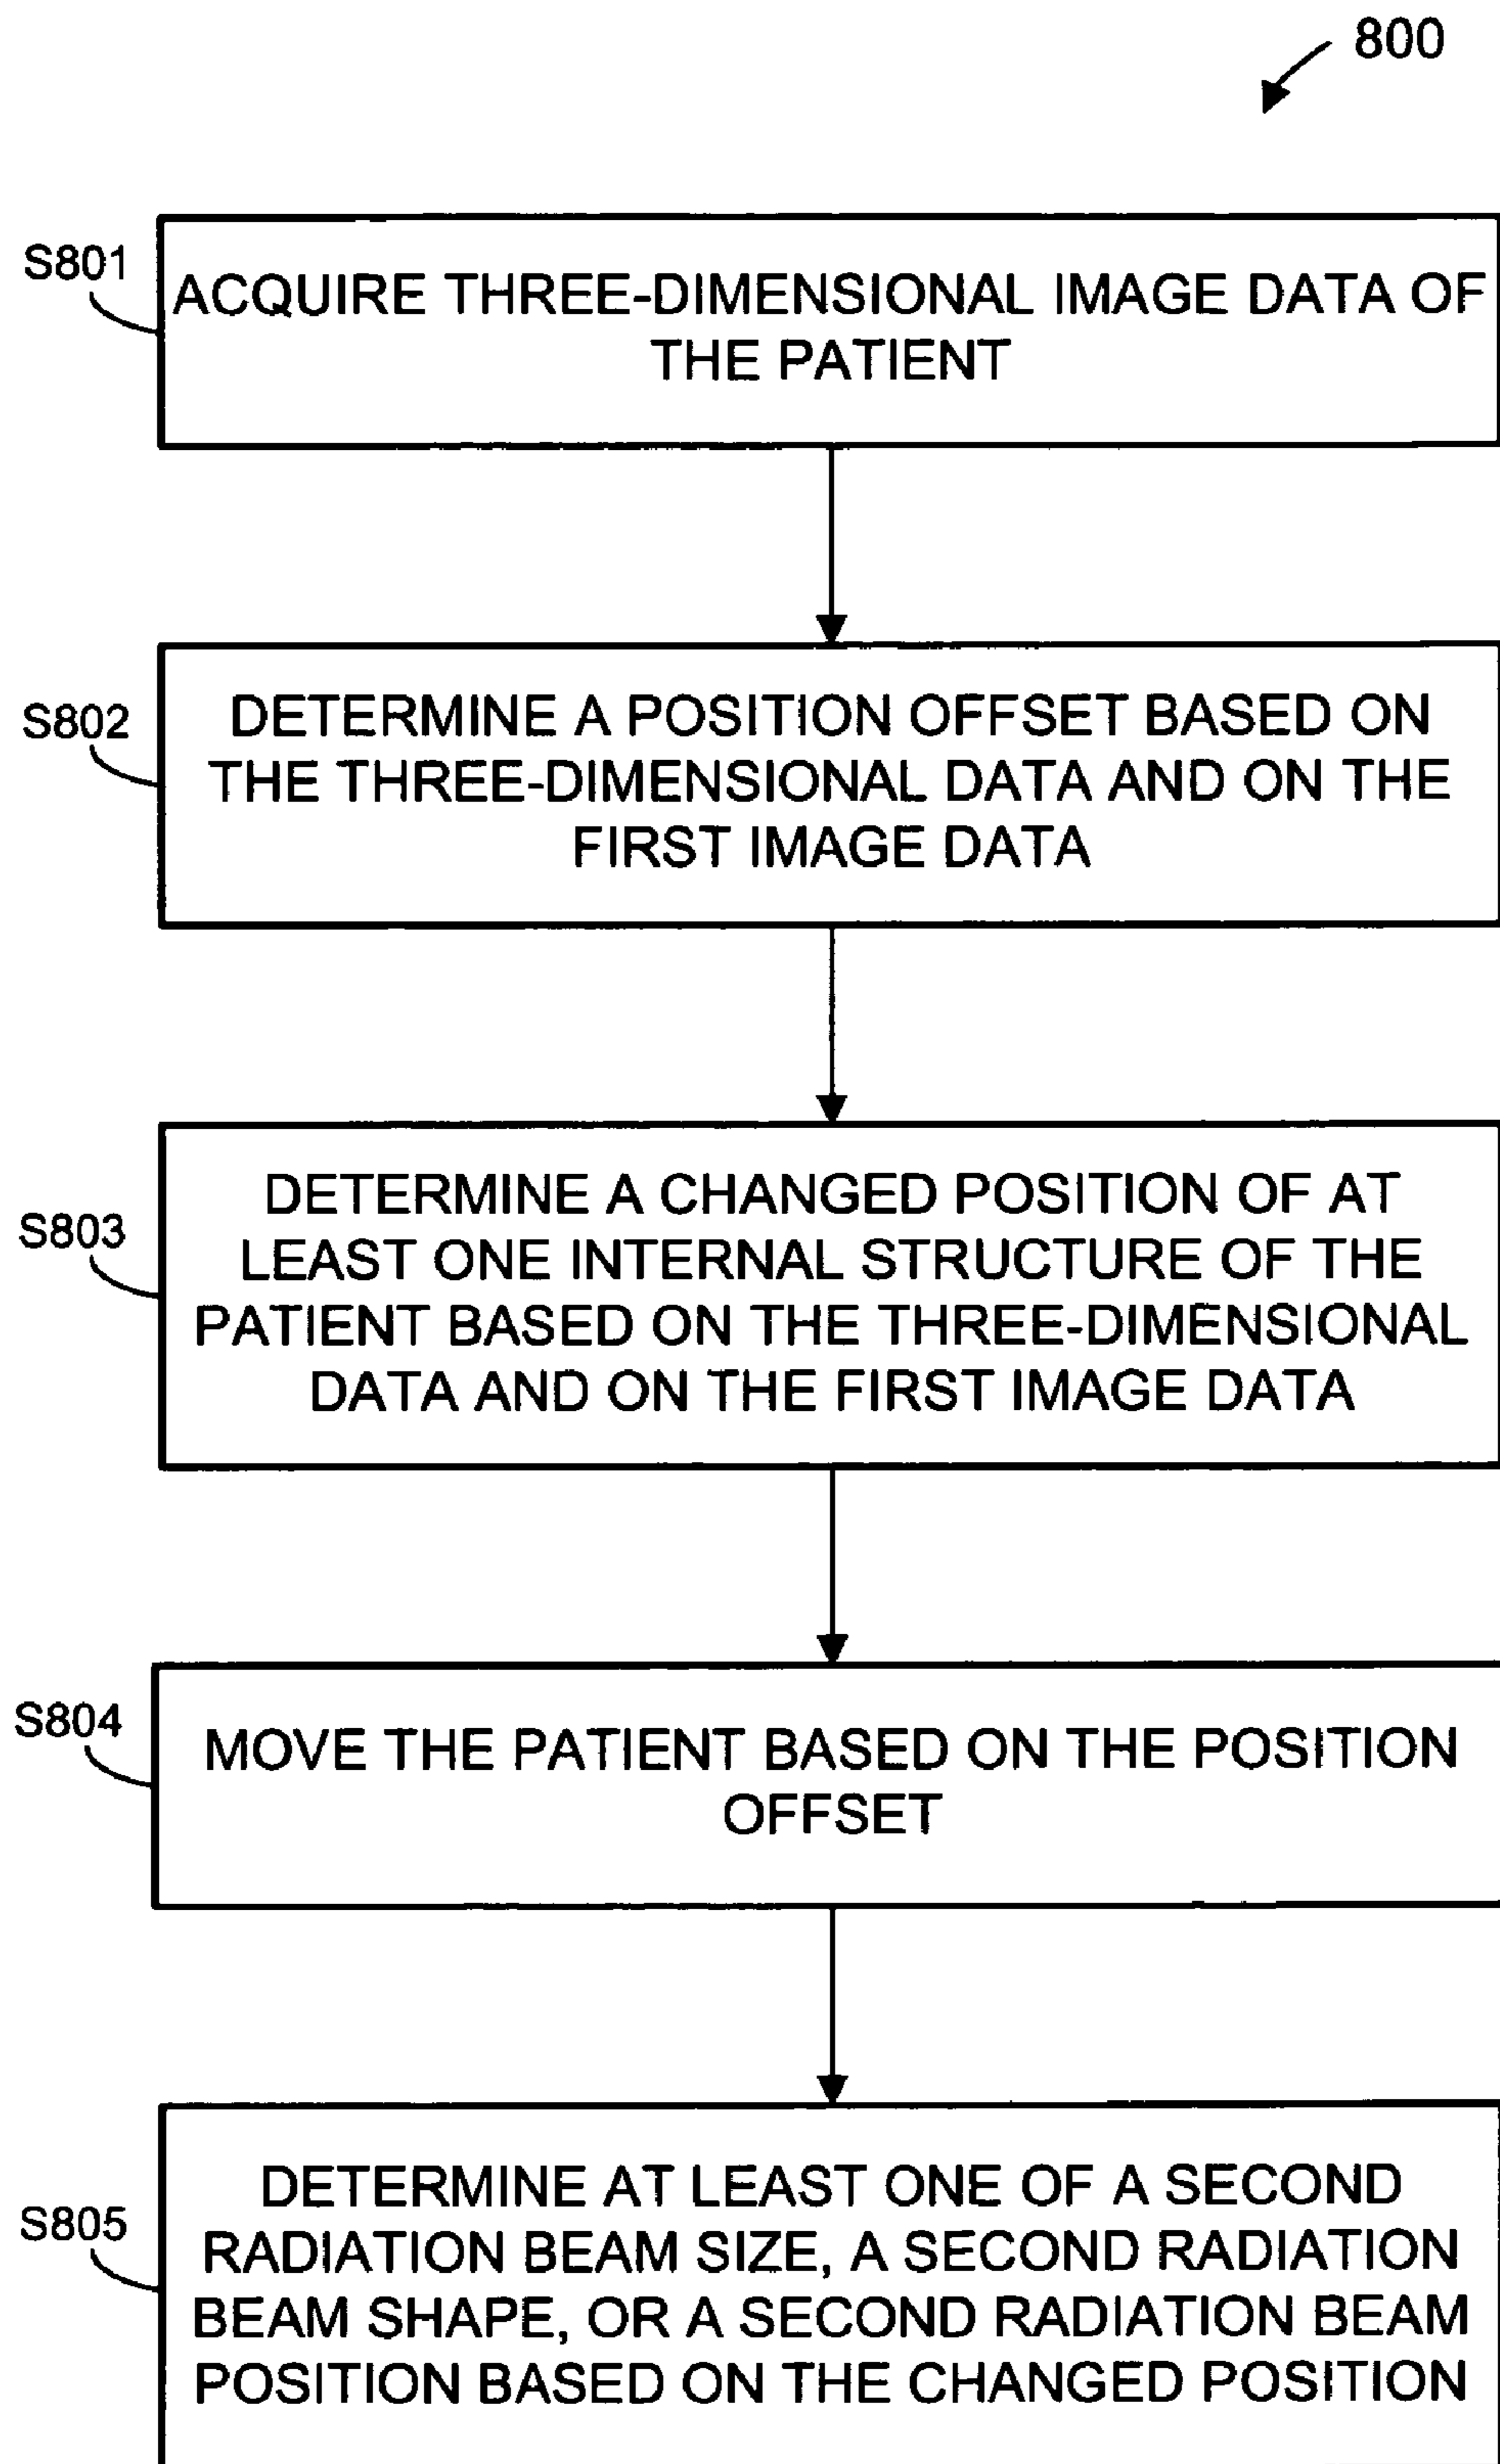 800
S801
ACQUIRE THREE-DIMENSIONAL IMAGE DATA OF
THE PATIENT
S802
DETERMINE A POSITION OFFSET BASED ON
THE THREE-DIMENSIONAL DATA AND ON THE
FIRST IMAGE DATA
S803
DETERMINE A CHANGED POSITION OF AT
LEAST ONE INTERNAL STRUCTURE OF THE
PATIENT BASED ON THE THREE-DIMENSIONAL
DATA AND ON THE FIRST IMAGE DATA
S804
MOVE THE PATIENT BASED ON THE POSITION
OFFSET
S805
DETERMINE AT LEAST ONE OF A SECOND
RADIATION BEAM SIZE, A SECOND RADIATION
BEAM SHAPE, OR A SECOND RADIATION BEAM
POSITION BASED ON THE CHANGED POSITION